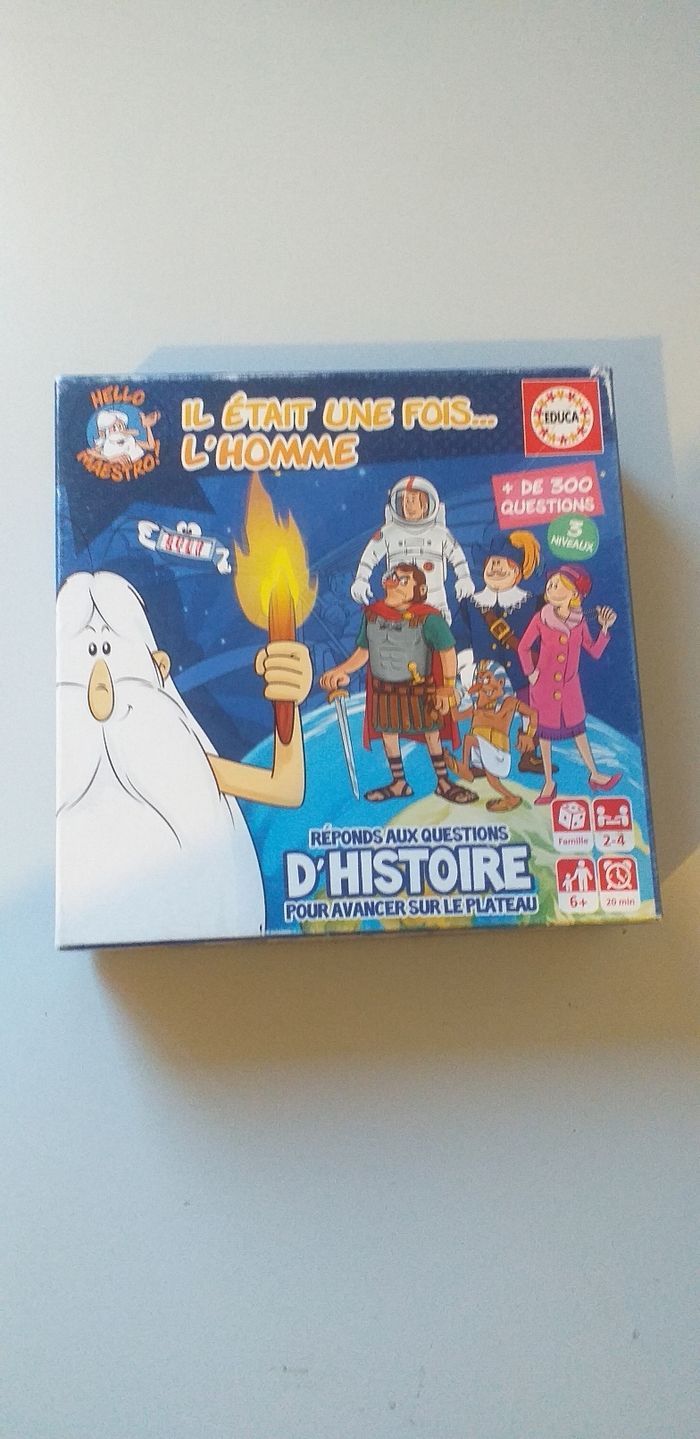 HELLO
MAESTRO!
IL ÉTAIT UNE FOIS...
L'HOMME
EDUCA
+ DE 300
QUESTIONS
3
NIVEAUX
RÉPONDS AUX QUESTIONS
D'HISTOIRE
POUR AVANCER SUR LE PLATEAU
Famille
2-4
6+
20 min